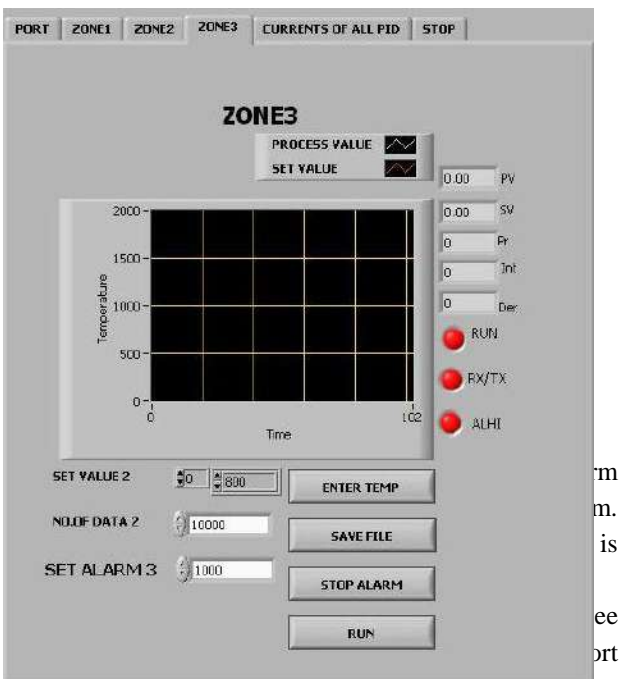 PORT ZONE1 ZONE2 ZONE3 CURRENTS OF ALL PID STOP
ZONE3
PROCESS VALUE
SET VALUE
0.00 PV
0.00 SV
0 Pr
0 Int
0 Der
RUN
RX/TX
ALHI
Temperature
2000
1500
1000
500
0
0 102
Time
SET VALUE 2 0 800
ENTER TEMP
NO.OF DATA 2 10000
SAVE FILE
SET ALARM 3 1000
STOP ALARM
RUN
rm
m.
is
ee
ort